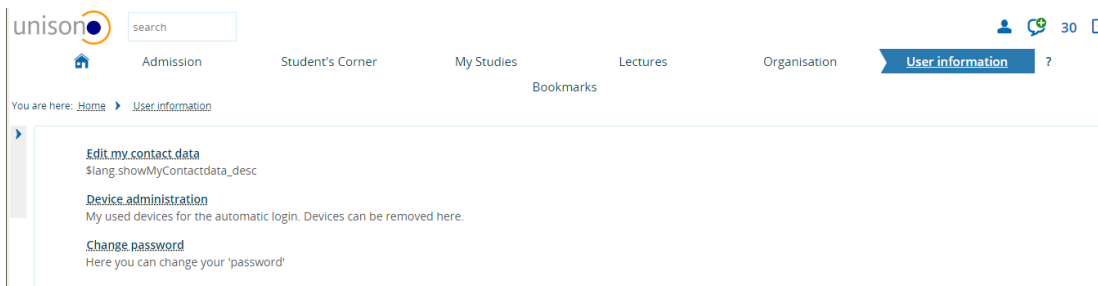 unisono
search
30
Admission
Student's Corner
My Studies
Lectures
Organisation
User information
?
Bookmarks
You are here: Home User information
Edit my contact data
$lang.showMyContactdata_desc
Device administration
My used devices for the automatic login. Devices can be removed here.
Change password
Here you can change your 'password'